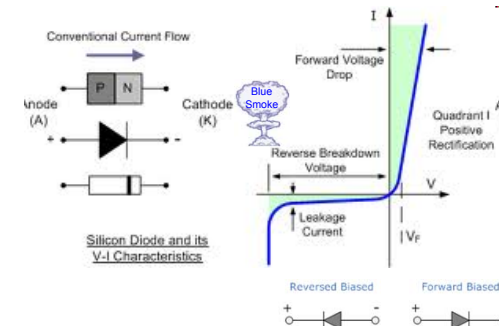 Conventional Current Flow
P N
Anode
(A)
Cathode
(K)
+
-
Silicon Diode and its
V-I Characteristics
Blue
Smoke
I
Forward Voltage
Drop
Quadrant I
Positive
Rectification
Reverse Breakdown
Voltage
V
Leakage
Current
VF
Reversed Biased
Forward Biased
+ -
+